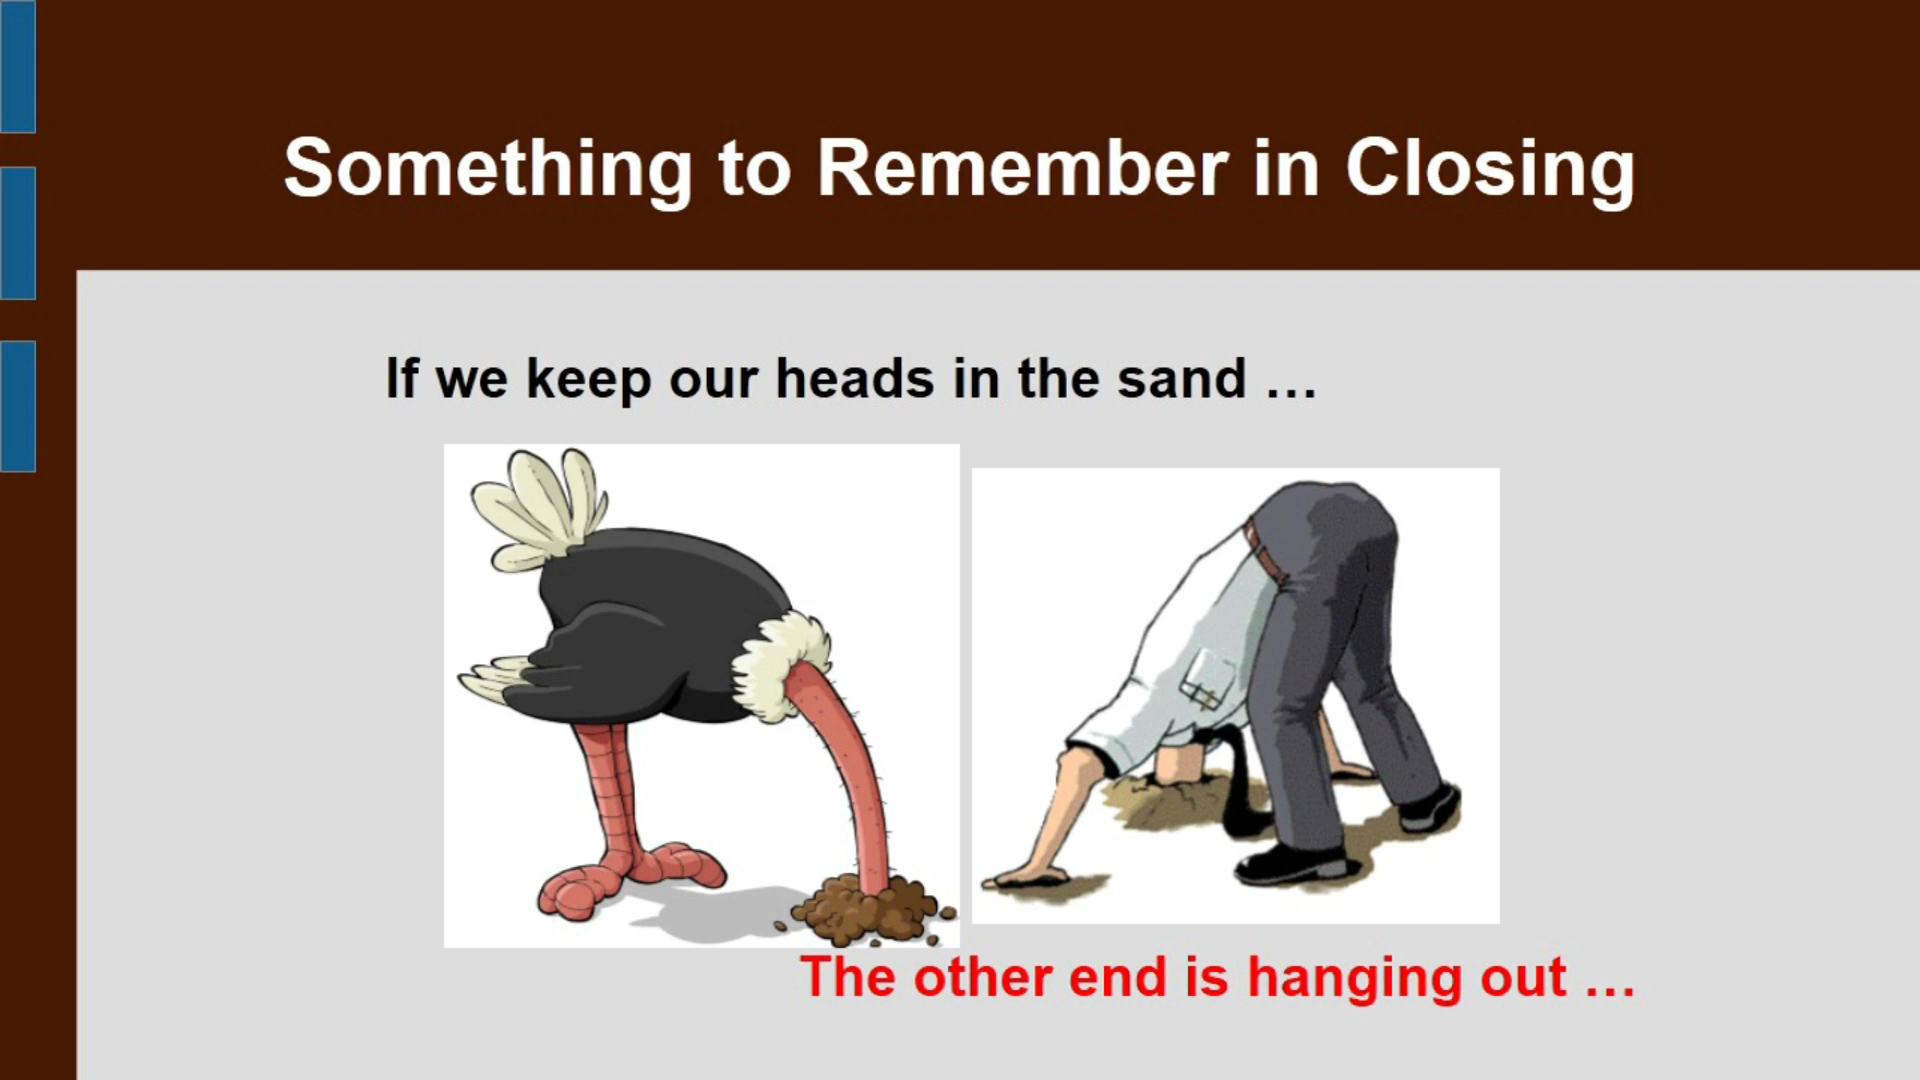 Something to Remember in Closing
If we keep our heads in the sand …
The other end is hanging out …